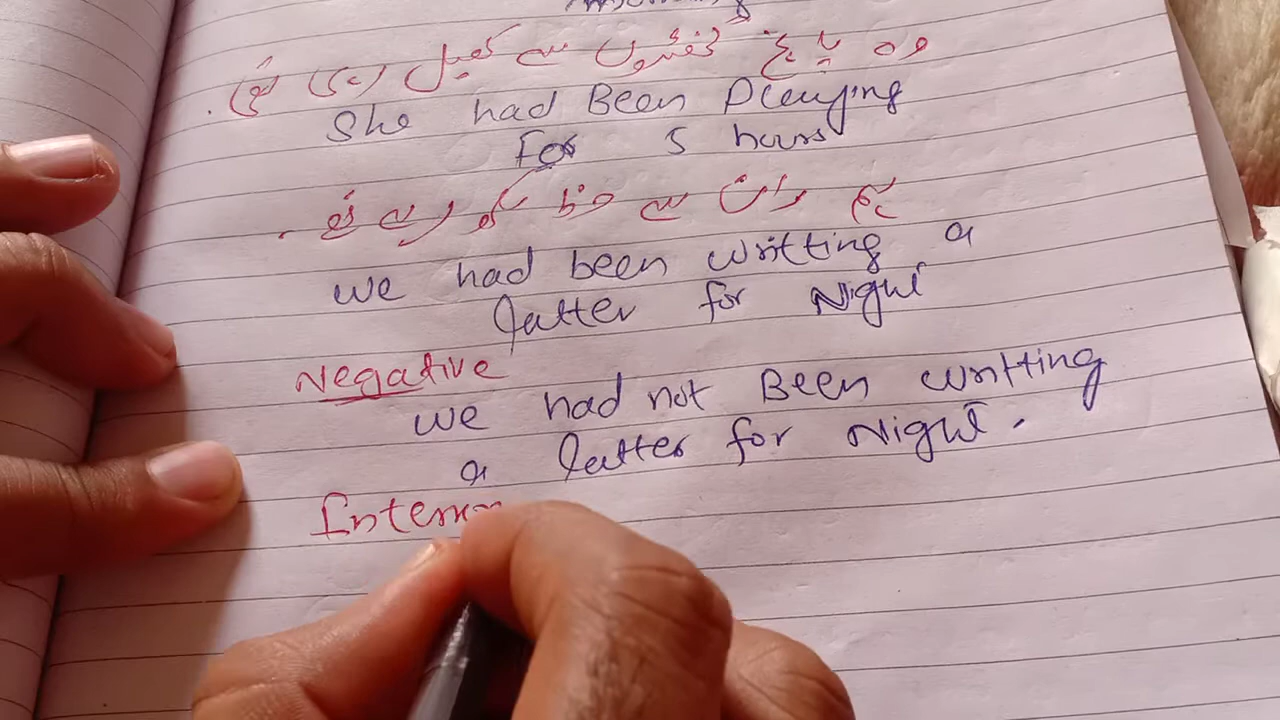 وہ پانچ گھنٹوں سے کھیل رہی تھی .
She had Been Pleying
for 5 hours
ہم رات سے خط لکھ رہے تھے .
we had been writting a
latter for Night
Negative
we had not Been writting
a latter for Night .
Interro